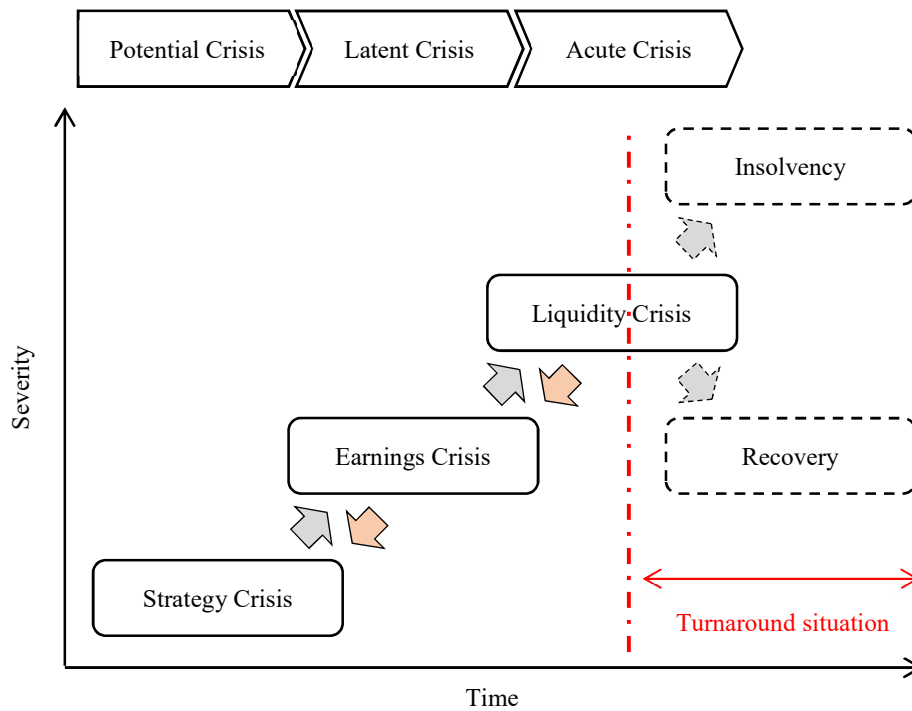 Potential Crisis
Latent Crisis
Acute Crisis
Insolvency
Liquidity Crisis
Severity
Earnings Crisis
Recovery
Strategy Crisis
Turnaround situation
Time